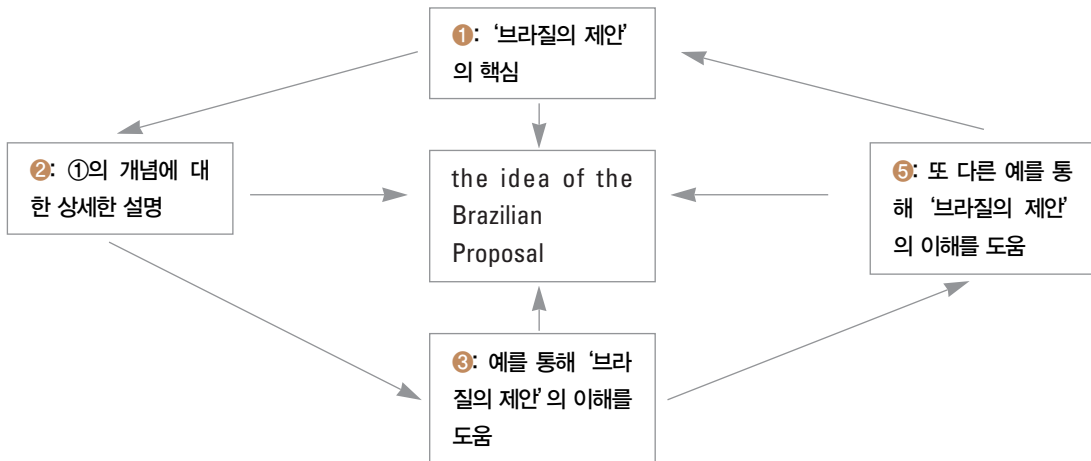 ❶: ‘브라질의 제안’
의 핵심
❷: ①의 개념에 대
한 상세한 설명
the idea of the
Brazilian
Proposal
❺: 또 다른 예를 통
해 ‘브라질의 제안’
의 이해를 도움
❸: 예를 통해 ‘브라
질의 제안’의 이해를
도움